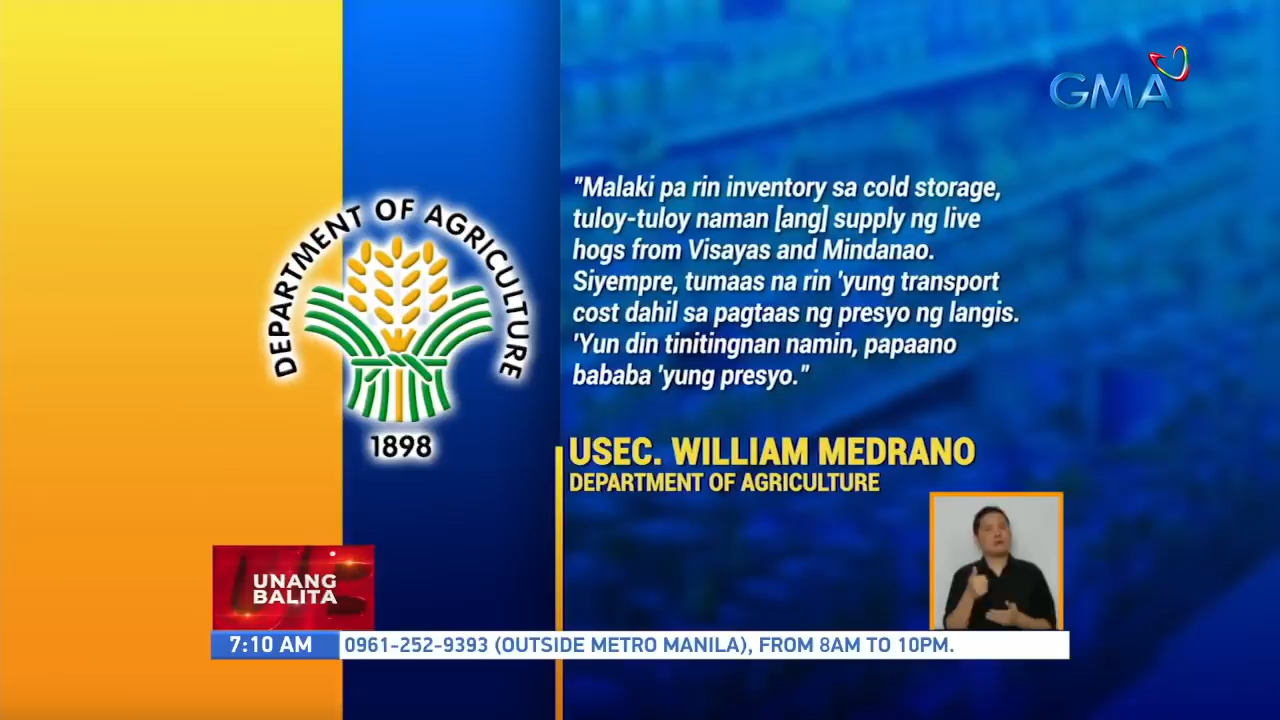 GMA
"Malaki pa rin inventory sa cold storage,
tuloy-tuloy naman [ang] supply ng live
hogs from Visayas and Mindanao.
Siyempre, tumaas na rin 'yung transport
cost dahil sa pagtaas ng presyo ng langis.
'Yun din tinitingnan namin, papaano
bababa 'yung presyo."
DEPARTMENT OF AGRICULTURE
1898
USEC. WILLIAM MEDRANO
DEPARTMENT OF AGRICULTURE
UNANG
BALITA
7:10 AM
0961-252-9393 (OUTSIDE METRO MANILA), FROM 8AM TO 10PM.